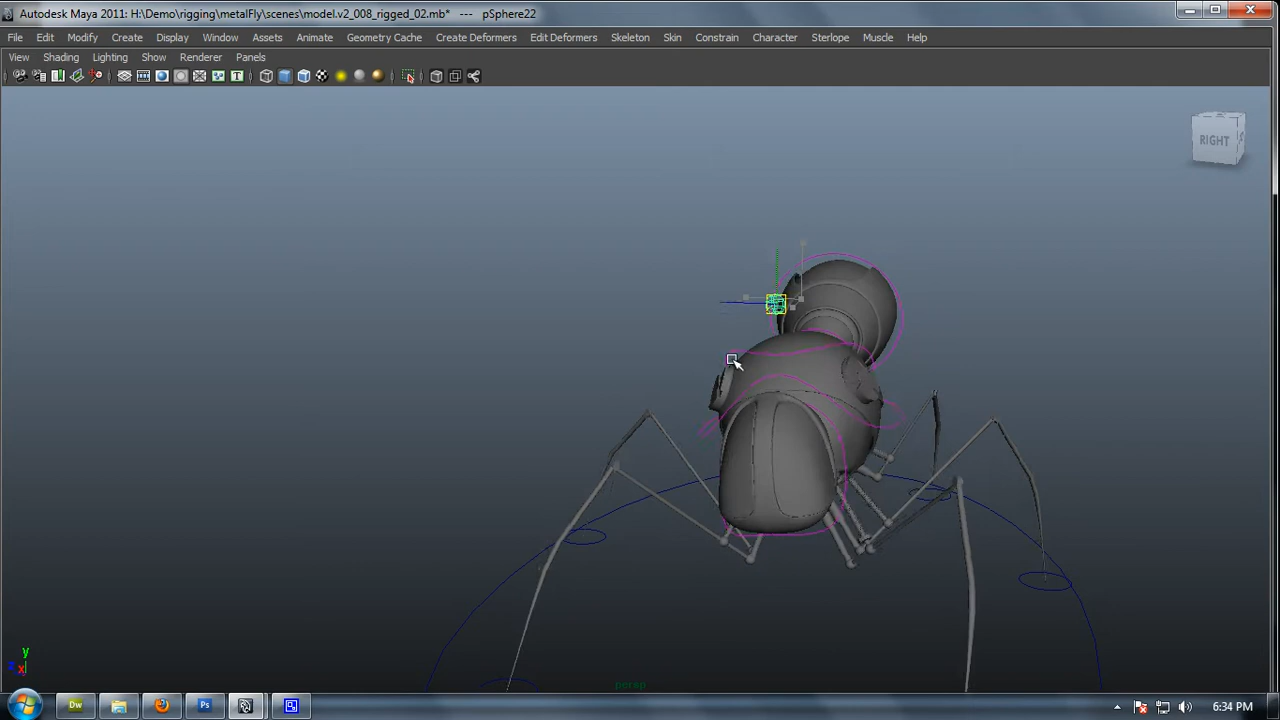 Autodesk Maya 2011: H:\Demo\rigging\metalFly\scenes\model.v2_008_rigged_02.mb* --- pSphere22
File Edit Modify Create Display Window Assets Animate Geometry Cache Create Deformers Edit Deformers Skeleton Skin Constrain Character Sterlope Muscle Help
View Shading Lighting Show Renderer Panels
T
RIGHT
y
z x
persp
Dw Ps 6:34 PM